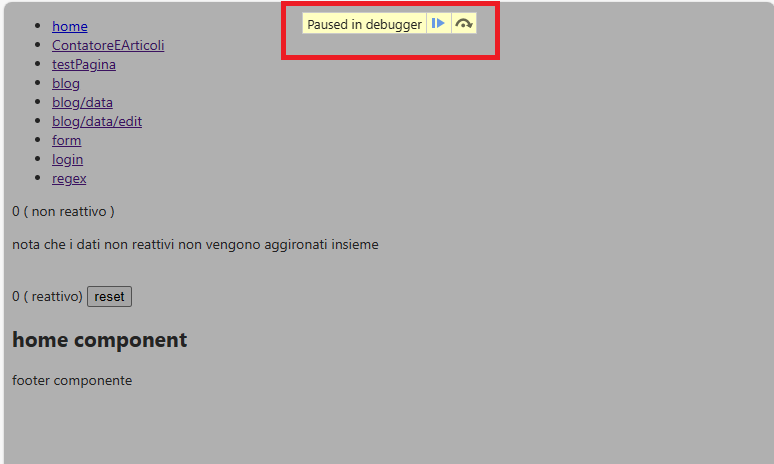 Paused in debugger
home
ContatoreEArticoli
testPagina
blog
blog/data
blog/data/edit
form
login
regex
0 ( non reattivo )
nota che i dati non reattivi non vengono aggironati insieme
0 ( reattivo) reset
home component
footer componente